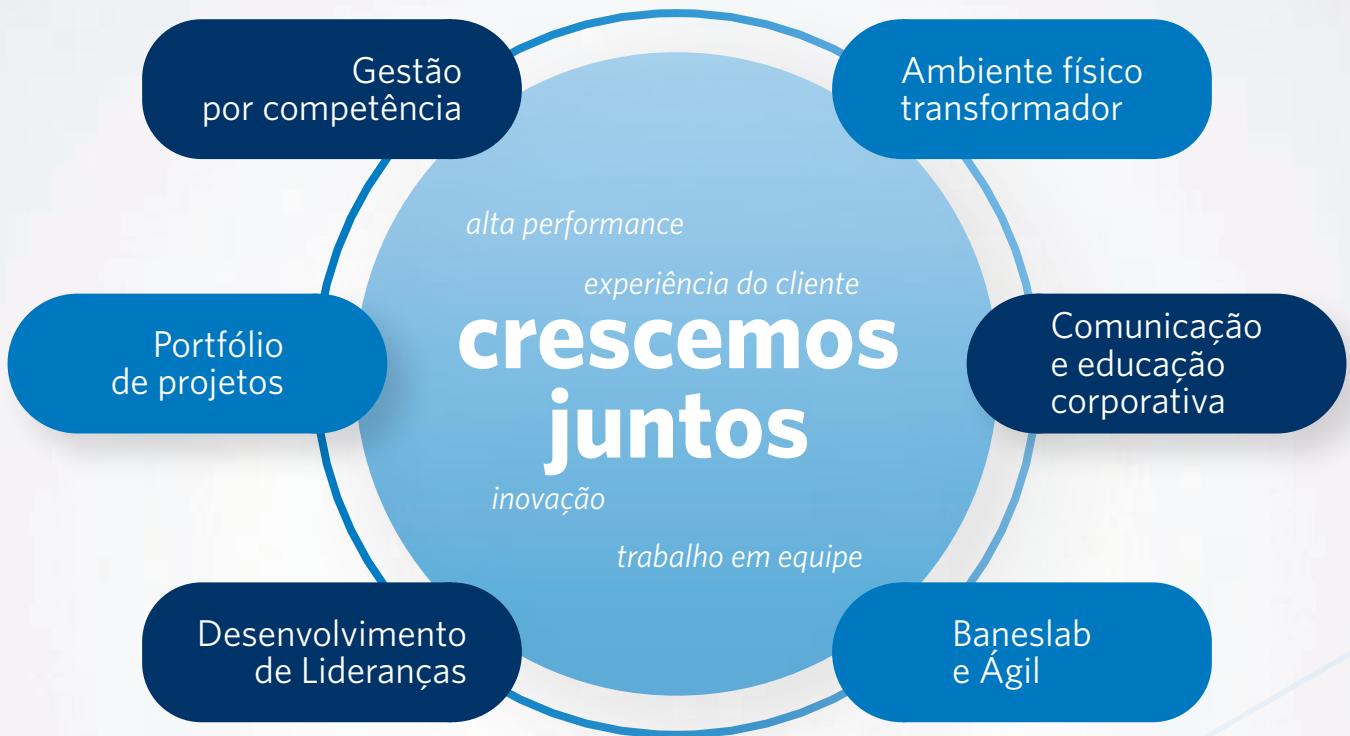 Gestão
por competência
Ambiente físico
transformador
alta performance
experiência do cliente
crescemos
juntos
inovação
trabalho em equipe
Portfólio
de projetos
Comunicação
e educação
corporativa
Desenvolvimento
de Lideranças
Baneslab
e Ágil